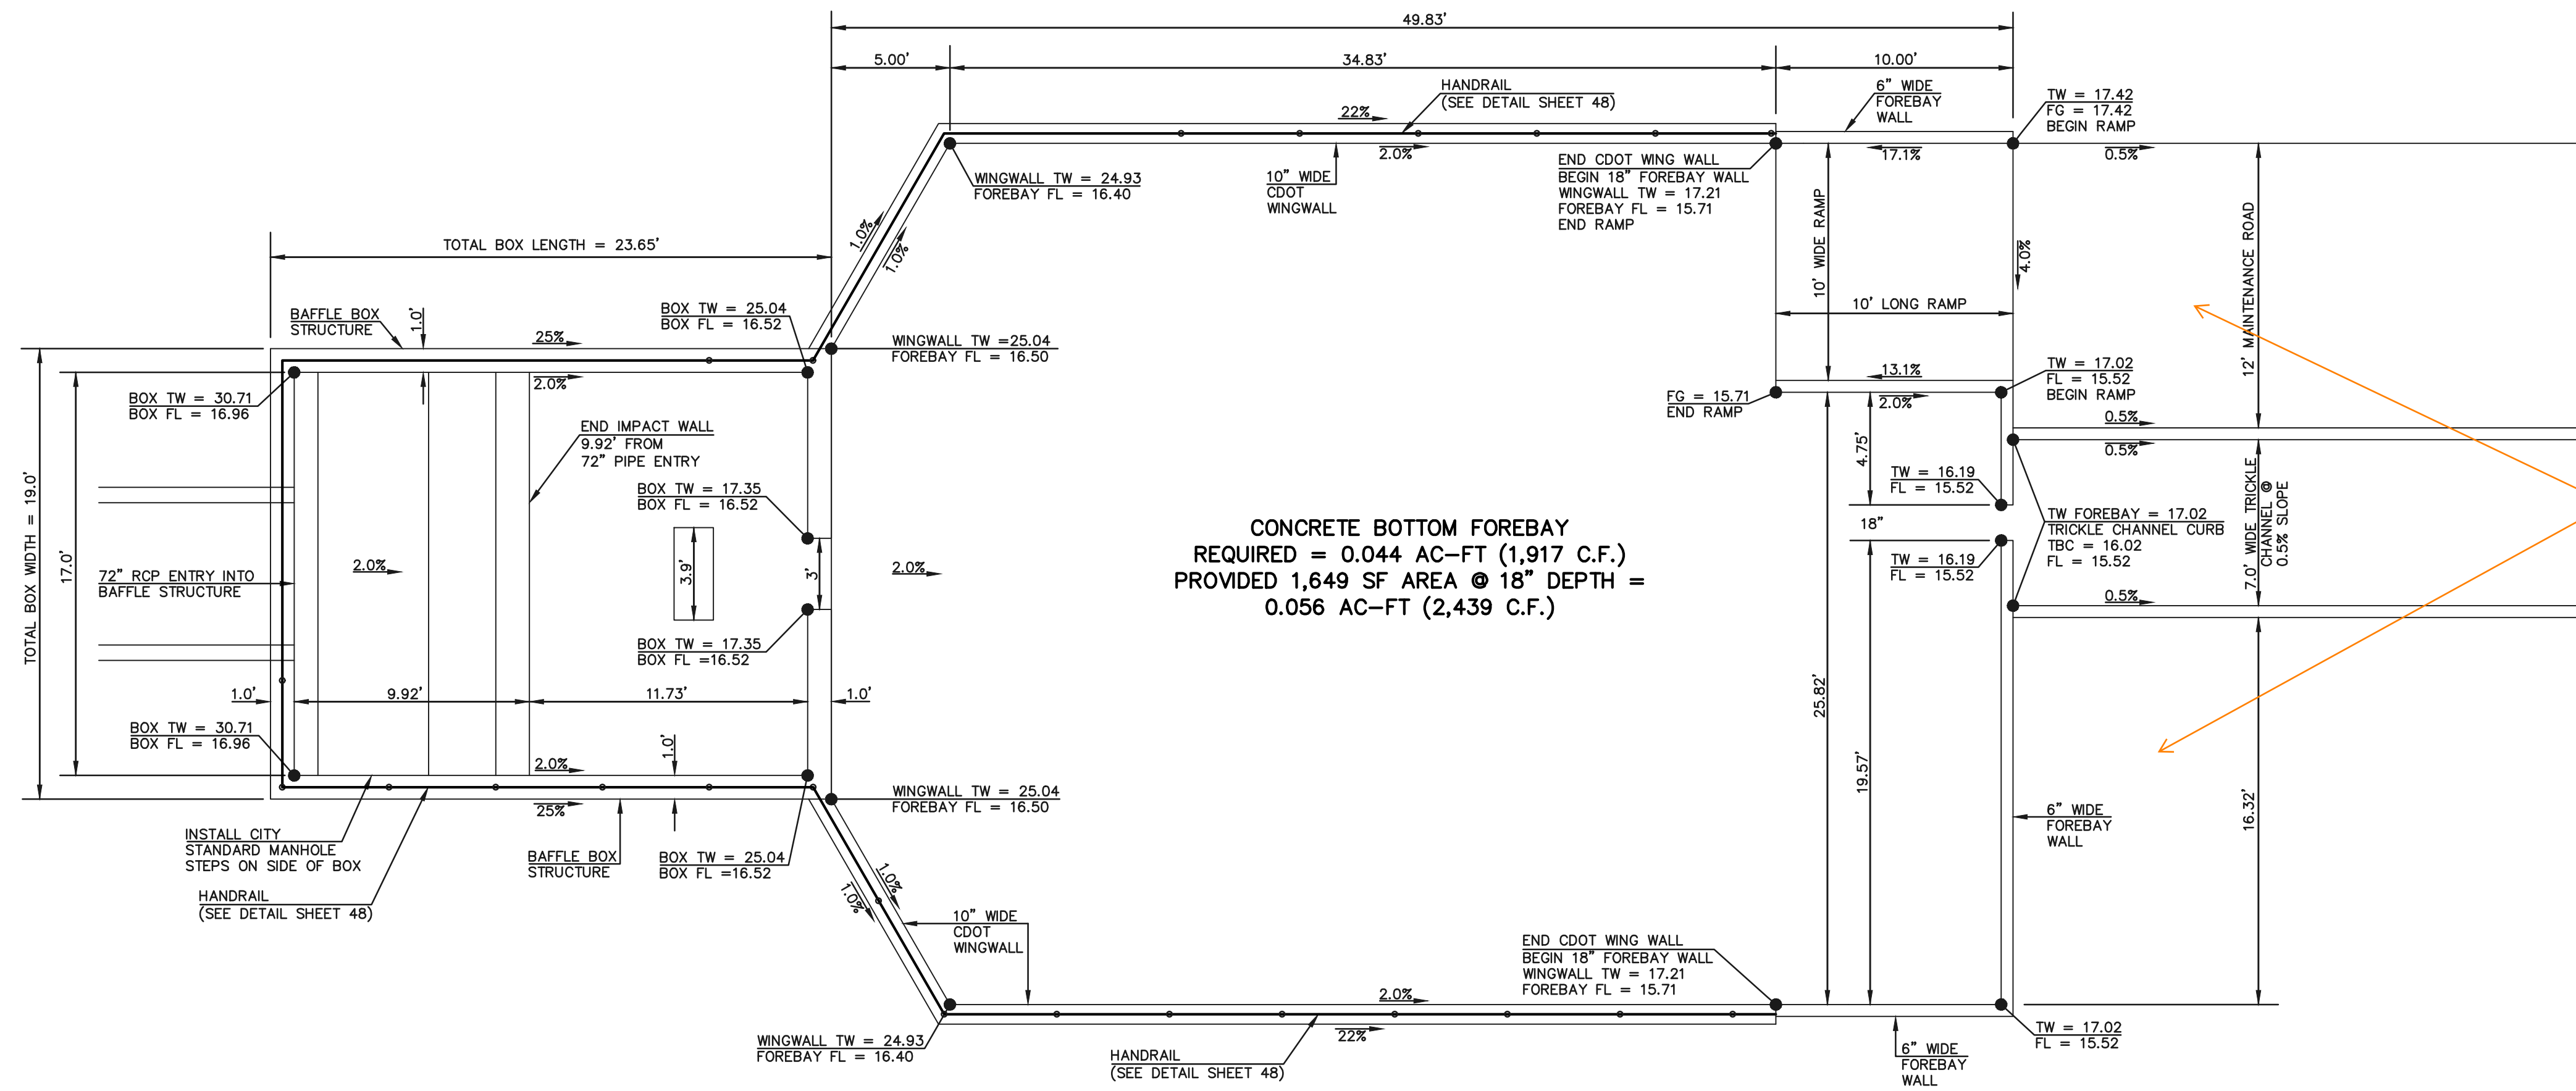 49.83'
5.00'
34.83'
10.00'
HANDRAIL
(SEE DETAIL SHEET 48)
6" WIDE
FOREBAY
WALL
TW = 17.42
FG = 17.42
BEGIN RAMP
22%
2.0%
17.1%
0.5%
WINGWALL TW = 24.93
FOREBAY FL = 16.40
10" WIDE
CDOT
WINGWALL
END CDOT WING WALL
BEGIN 18" FOREBAY WALL
WINGWALL TW = 17.21
FOREBAY FL = 15.71
END RAMP
1.0%
1.0%
10' WIDE RAMP
4.0%
12' MAINTENANCE ROAD
TOTAL BOX LENGTH = 23.65'
10' LONG RAMP
BAFFLE BOX
STRUCTURE
1.0'
BOX TW = 25.04
BOX FL = 16.52
25%
WINGWALL TW =25.04
FOREBAY FL = 16.50
2.0%
BOX TW = 30.71
BOX FL = 16.96
13.1%
TW = 17.02
FL = 15.52
BEGIN RAMP
FG = 15.71
END RAMP
2.0%
0.5%
0.5%
END IMPACT WALL
9.92' FROM
72" PIPE ENTRY
4.75'
BOX TW = 17.35
BOX FL = 16.52
TW = 16.19
FL = 15.52
TOTAL BOX WIDTH = 19.0'
17.0'
18"
7.0' WIDE TRICKLE
CHANNEL @
0.5% SLOPE
TW FOREBAY = 17.02
TRICKLE CHANNEL CURB
TBC = 16.02
FL = 15.52
CONCRETE BOTTOM FOREBAY
REQUIRED = 0.044 AC-FT (1,917 C.F.)
PROVIDED 1,649 SF AREA @ 18" DEPTH =
0.056 AC-FT (2,439 C.F.)
72" RCP ENTRY INTO
BAFFLE STRUCTURE
2.0%
3.9'
3'
2.0%
TW = 16.19
FL = 15.52
0.5%
BOX TW = 17.35
BOX FL =16.52
1.0'
9.92'
11.73'
1.0'
25.82'
BOX TW = 30.71
BOX FL = 16.96
1.0'
2.0%
19.57'
16.32'
25%
WINGWALL TW = 25.04
FOREBAY FL = 16.50
6" WIDE
FOREBAY
WALL
INSTALL CITY
STANDARD MANHOLE
STEPS ON SIDE OF BOX
BAFFLE BOX
STRUCTURE
BOX TW = 25.04
BOX FL =16.52
1.0%
1.0%
HANDRAIL
(SEE DETAIL SHEET 48)
10" WIDE
CDOT
WINGWALL
END CDOT WING WALL
BEGIN 18" FOREBAY WALL
WINGWALL TW = 17.21
FOREBAY FL = 15.71
2.0%
22%
WINGWALL TW = 24.93
FOREBAY FL = 16.40
HANDRAIL
(SEE DETAIL SHEET 48)
6" WIDE
FOREBAY
WALL
TW = 17.02
FL = 15.52